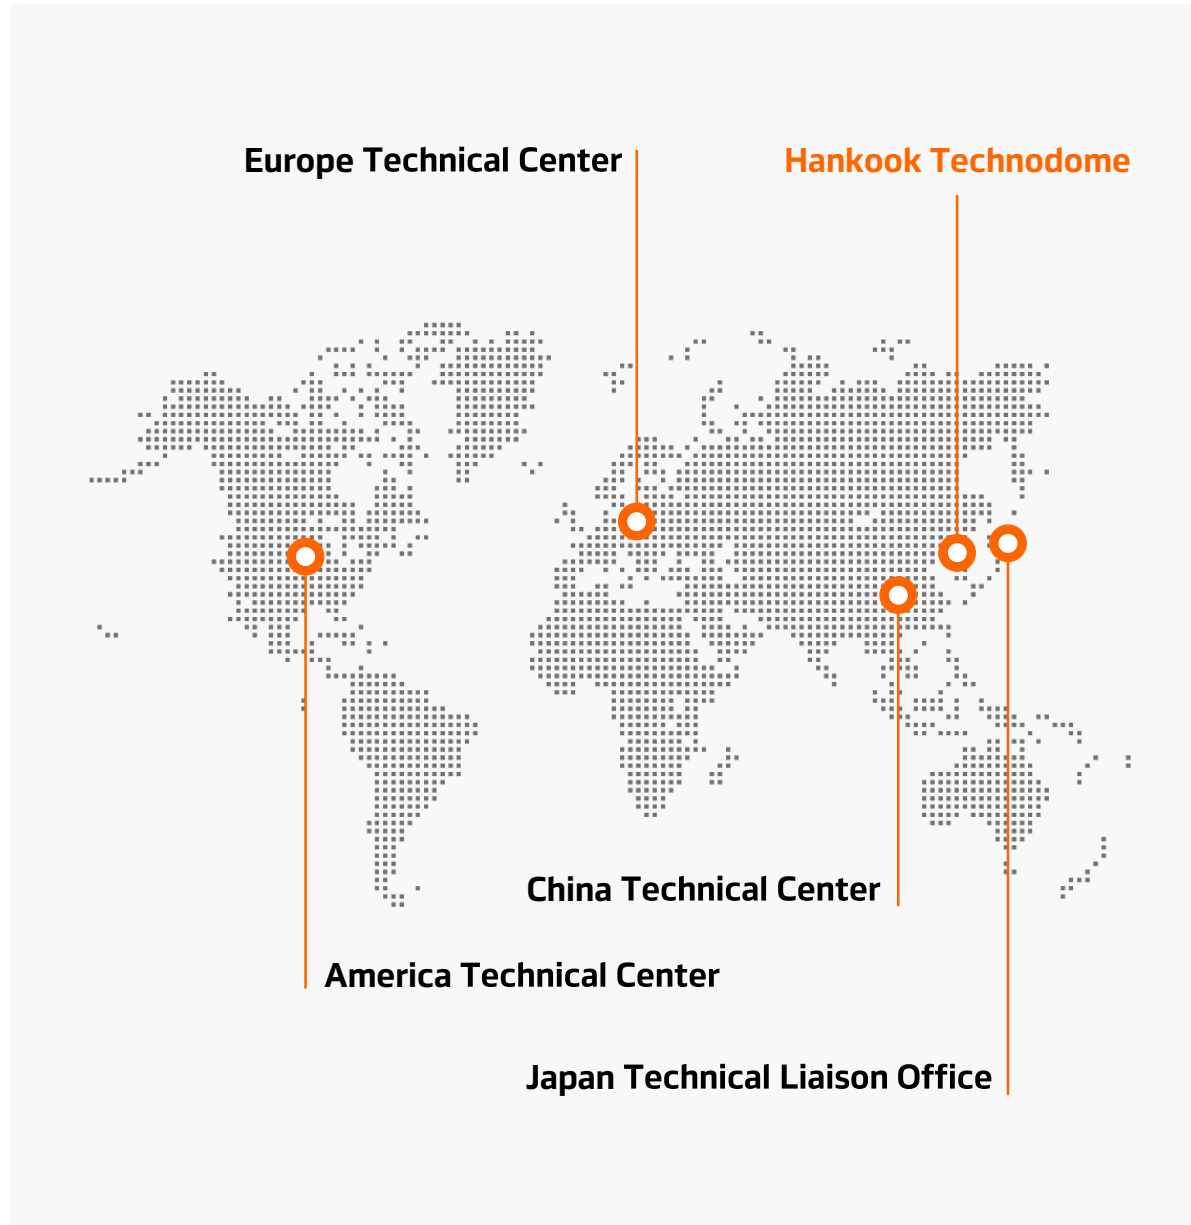 Europe Technical Center
Hankook Technodome
China Technical Center
America Technical Center
Japan Technical Liaison Office